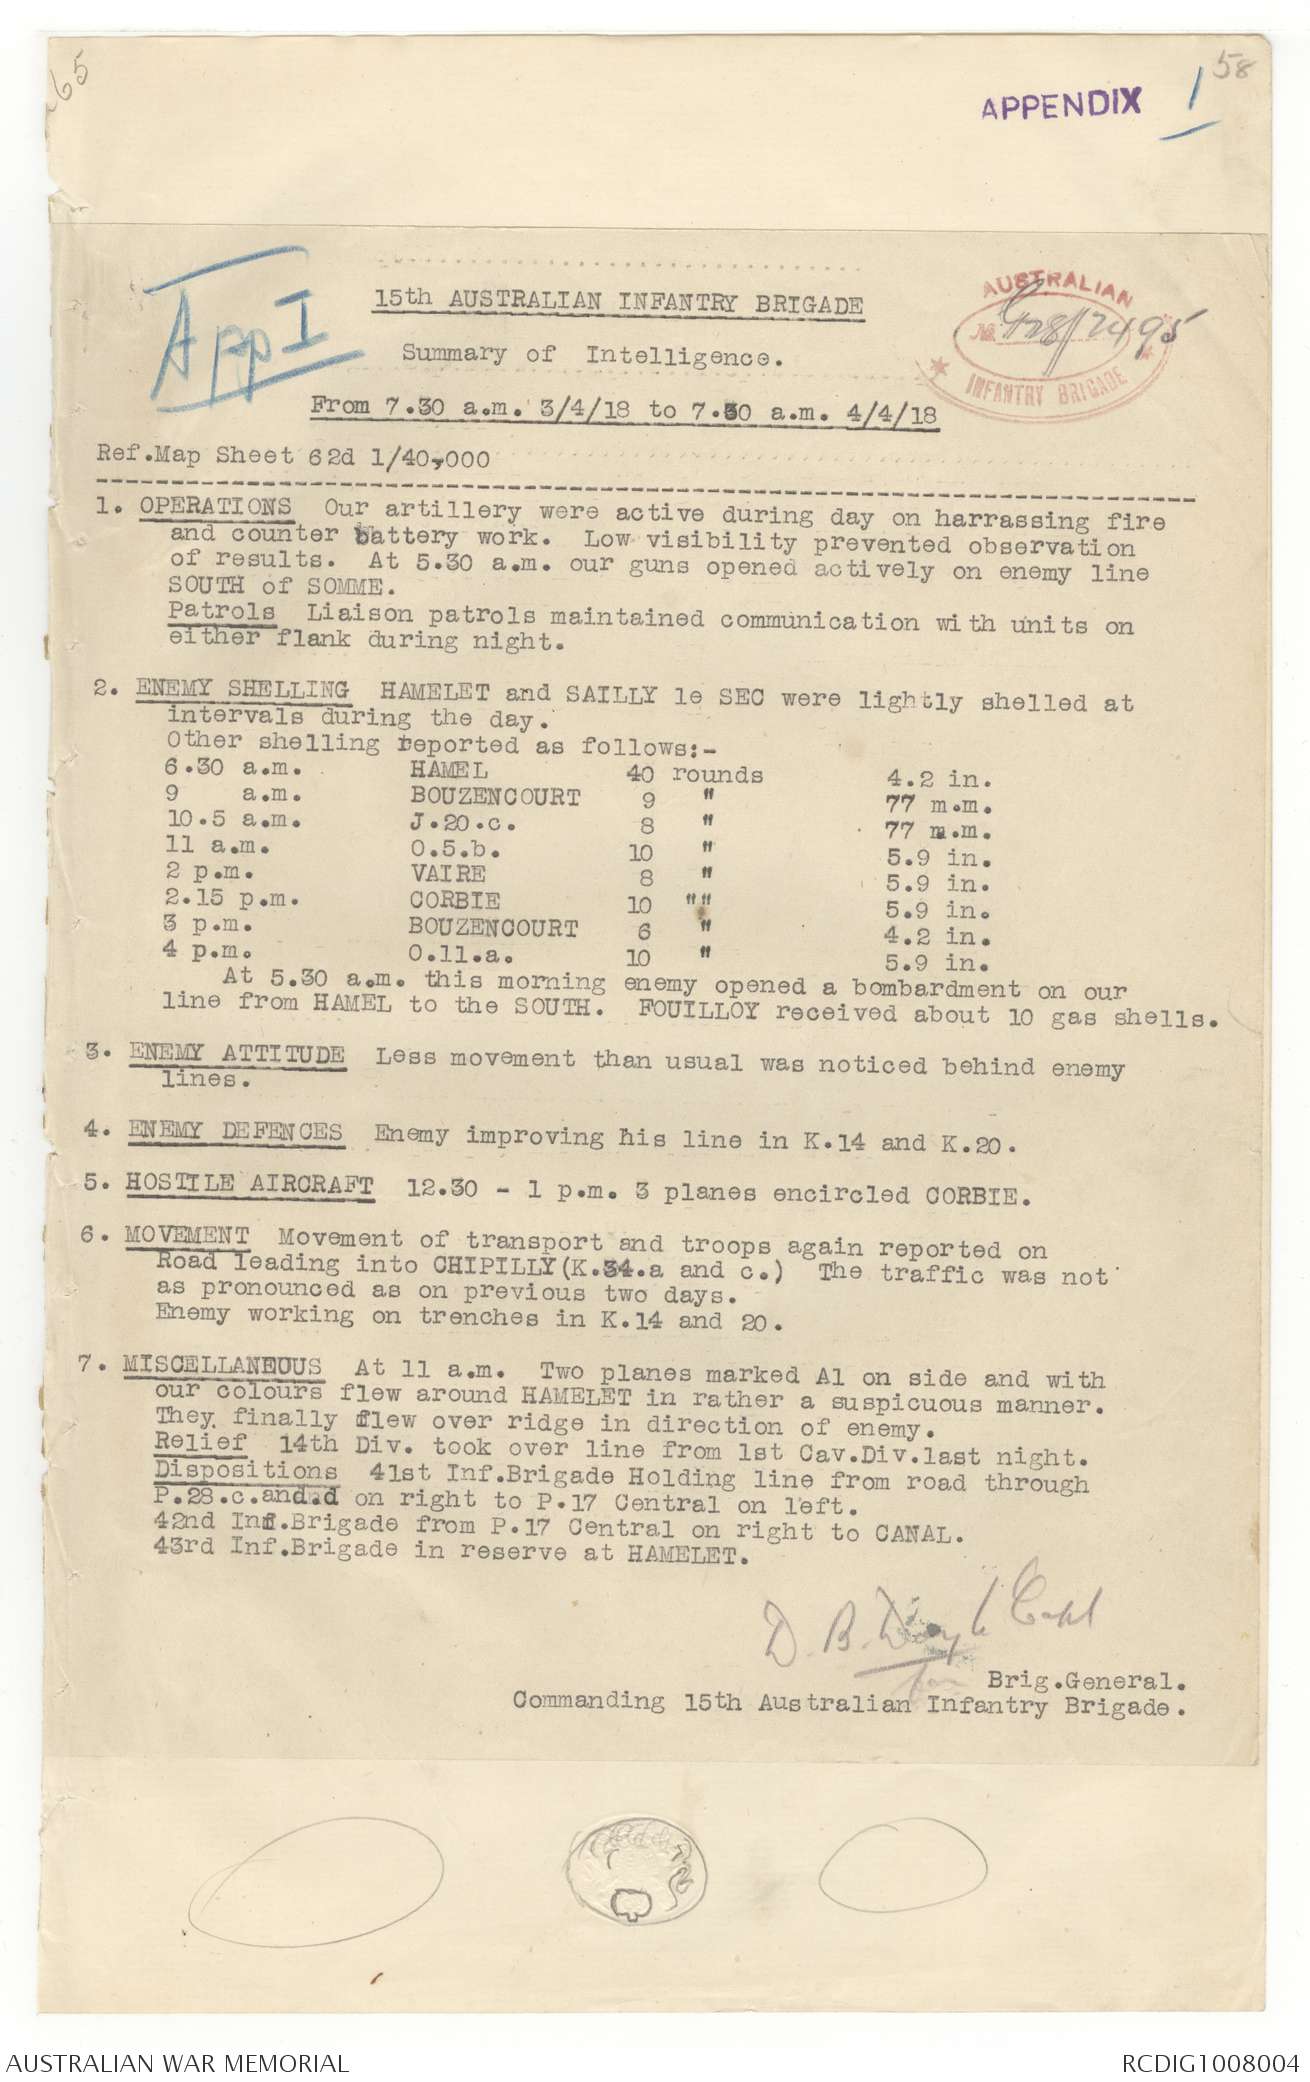 65
58
APPENDIX 1
App I
15th AUSTRALIAN INFANTRY BRIGADE
AUSTRALIAN
No. G28/2495
INFANTRY BRIGADE
Summary of Intelligence.
From 7.30 a.m. 3/4/18 to 7.30 a.m. 4/4/18
Ref.Map Sheet 62d 1/40,000
1. OPERATIONS Our artillery were active during day on harrassing fire
and counter battery work. Low visibility prevented observation
of results. At 5.30 a.m. our guns opened actively on enemy line
SOUTH of SOMME.
Patrols Liaison patrols maintained communication with units on
either flank during night.
2. ENEMY SHELLING HAMELET and SAILLY le SEC were lightly shelled at
intervals during the day.
Other shelling reported as follows:-
6.30 a.m. HAMEL 40 rounds 4.2 in.
9 a.m. BOUZENCOURT 9 " 77 m.m.
10.5 a.m. J.20.c. 8 " 77 m.m.
11 a.m. O.5.b. 10 " 5.9 in.
2 p.m. VAIRE 8 " 5.9 in.
2.15 p.m. CORBIE 10 "" 5.9 in.
3 p.m. BOUZENCOURT 6 " 4.2 in.
4 p.m. O.11.a. 10 " 5.9 in.
At 5.30 a.m. this morning enemy opened a bombardment on our
line from HAMEL to the SOUTH. FOUILLOY received about 10 gas shells.
3. ENEMY ATTITUDE Less movement than usual was noticed behind enemy
lines.
4. ENEMY DEFENCES Enemy improving his line in K.14 and K.20.
5. HOSTILE AIRCRAFT 12.30 - 1 p.m. 3 planes encircled CORBIE.
6. MOVEMENT Movement of transport and troops again reported on
Road leading into CHIPILLY(K.34.a and c.) The traffic was not
as pronounced as on previous two days.
Enemy working on trenches in K.14 and 20.
7. MISCELLANEOUS At 11 a.m. Two planes marked A1 on side and with
our colours flew around HAMELET in rather a suspicuous manner.
They finally flew over ridge in direction of enemy.
Relief 14th Div. took over line from 1st Cav.Div.last night.
Dispositions 41st Inf.Brigade Holding line from road through
P.28.c.and.d on right to P.17 Central on left.
42nd Inf.Brigade from P.17 Central on right to CANAL.
43rd Inf.Brigade in reserve at HAMELET.
D. B. Doyle Capt
for Brig.General.
Commanding 15th Australian Infantry Brigade.
AUSTRALIAN WAR MEMORIAL
RCDIG1008004